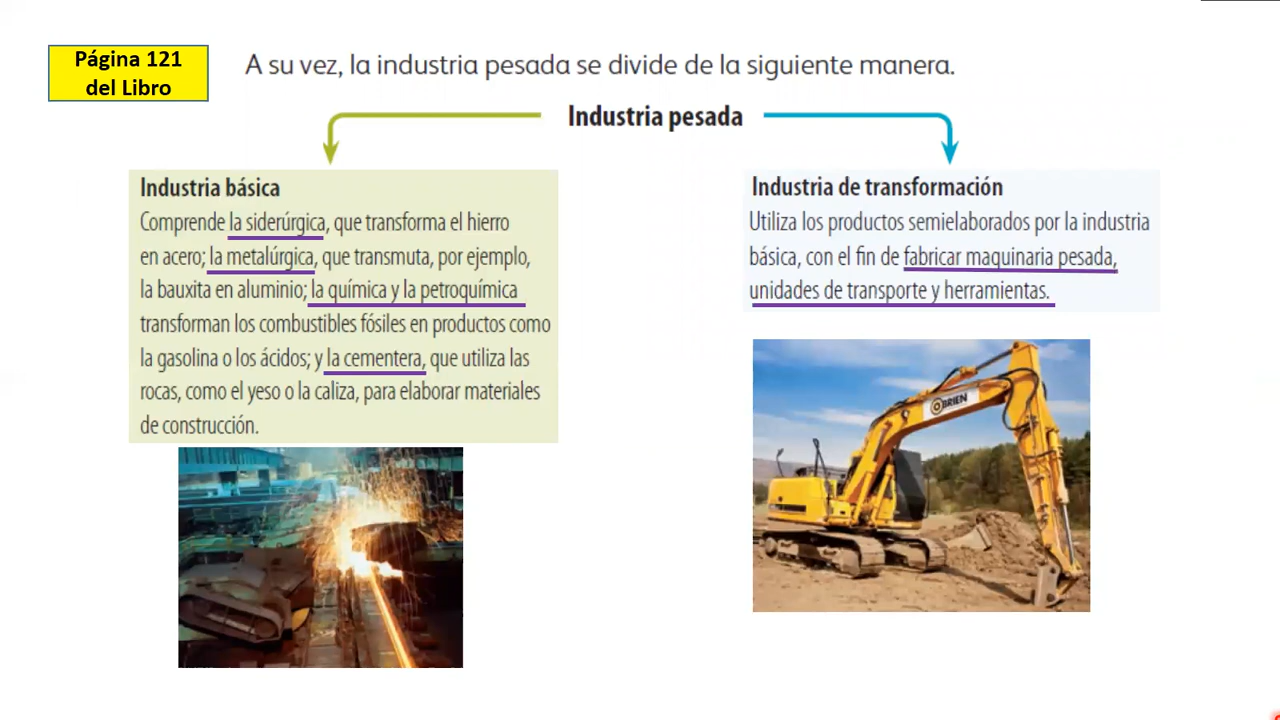 Página 121
del Libro
A su vez, la industria pesada se divide de la siguiente manera.
Industria pesada
Industria básica
Comprende la siderúrgica, que transforma el hierro
en acero; la metalúrgica, que transmuta, por ejemplo,
la bauxita en aluminio; la química y la petroquímica
transforman los combustibles fósiles en productos como
la gasolina o los ácidos; y la cementera, que utiliza las
rocas, como el yeso o la caliza, para elaborar materiales
de construcción.
Industria de transformación
Utiliza los productos semielaborados por la industria
básica, con el fin de fabricar maquinaria pesada,
unidades de transporte y herramientas.
OBRIEN